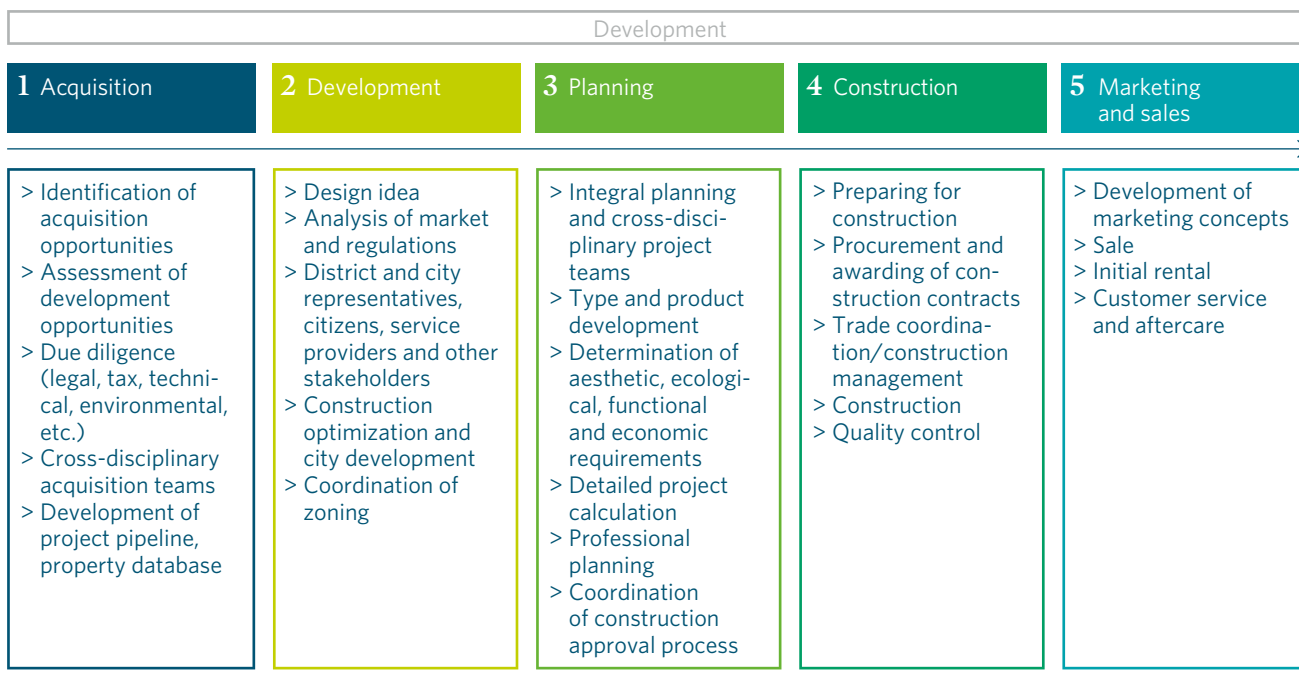 Development
1 Acquisition
2 Development
3 Planning
4 Construction
5 Marketing
and sales
> Identification of
acquisition
opportunities
> Assessment of
development
opportunities
> Due diligence
(legal, tax, techni-
cal, environmental,
etc.)
> Cross-disciplinary
acquisition teams
> Development of
project pipeline,
property database
> Design idea
> Analysis of market
and regulations
> District and city
representatives,
citizens, service
providers and other
stakeholders
> Construction
optimization and
city development
> Coordination of
zoning
> Integral planning
and cross-disci-
plinary project
teams
> Type and product
development
> Determination of
aesthetic, ecologi-
cal, functional
and economic
requirements
> Detailed project
calculation
> Professional
planning
> Coordination
of construction
approval process
> Preparing for
construction
> Procurement and
awarding of con-
struction contracts
> Trade coordina-
tion/construction
management
> Construction
> Quality control
> Development of
marketing concepts
> Sale
> Initial rental
> Customer service
and aftercare